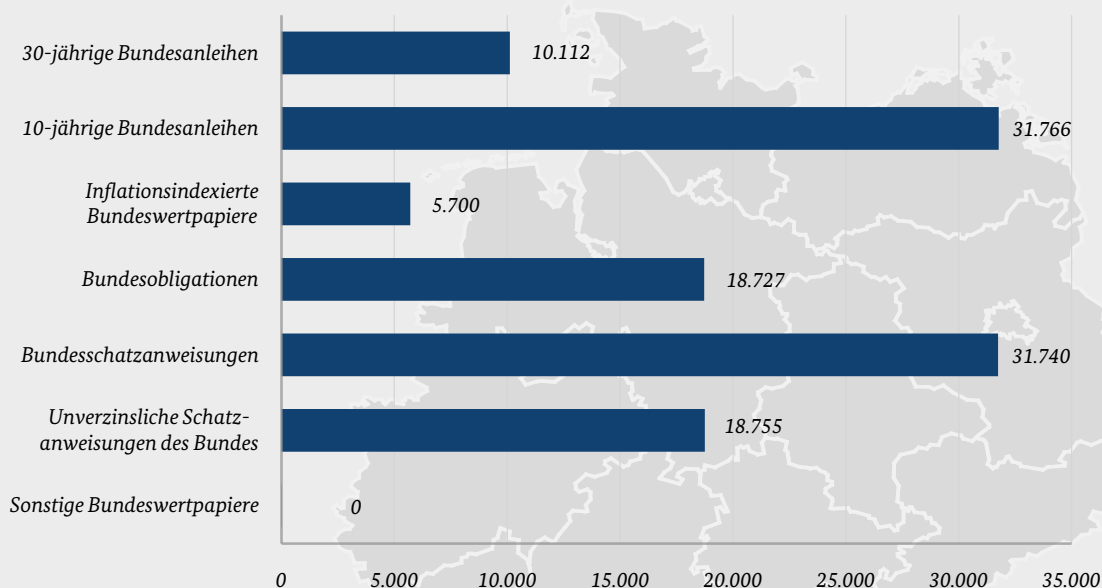 30-jährige Bundesanleihen
10.112
10-jährige Bundesanleihen
31.766
Inflationsindexierte
Bundeswertpapiere
5.700
Bundesobligationen
18.727
Bundesschatzanweisungen
31.740
Unverzinsliche Schatz-
anweisungen des Bundes
18.755
Sonstige Bundeswertpapiere
0
0 5.000 10.000 15.000 20.000 25.000 30.000 35.000